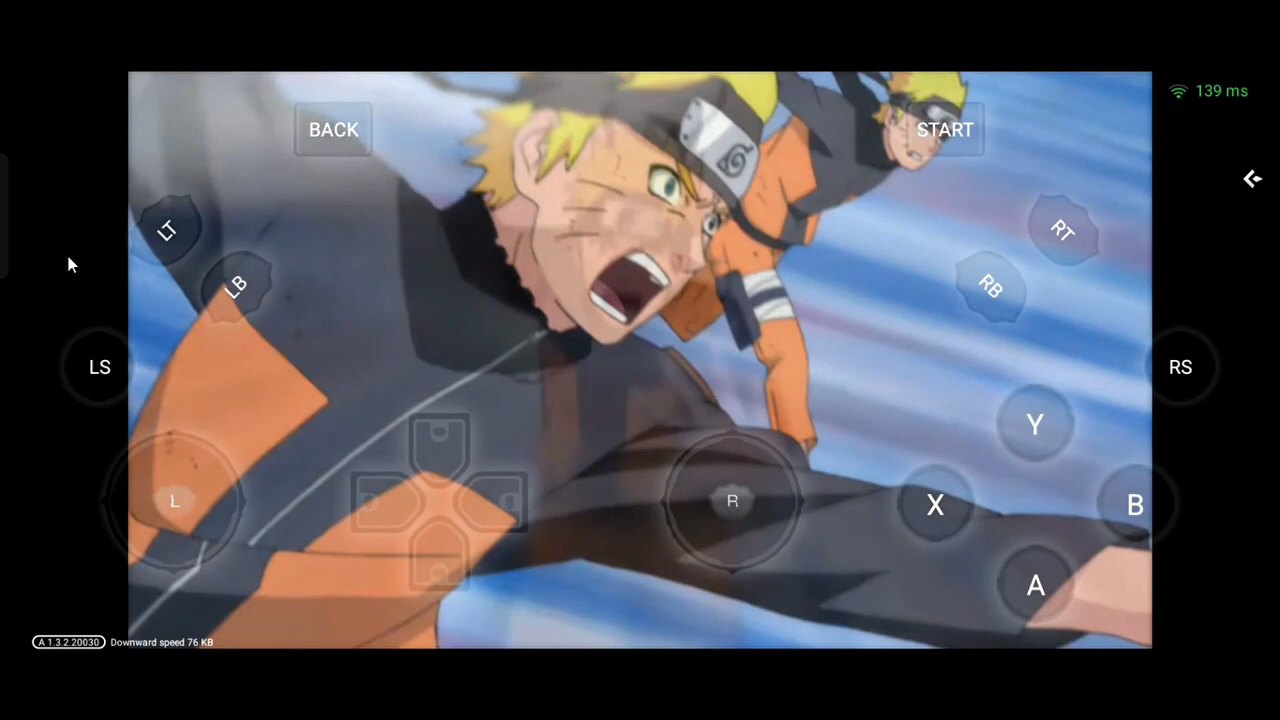 139 ms
BACK
START
LT
RT
LB
RB
LS
RS
Y
L
R
X
B
A
A 1.3.2.20030 Downward speed 76 KB